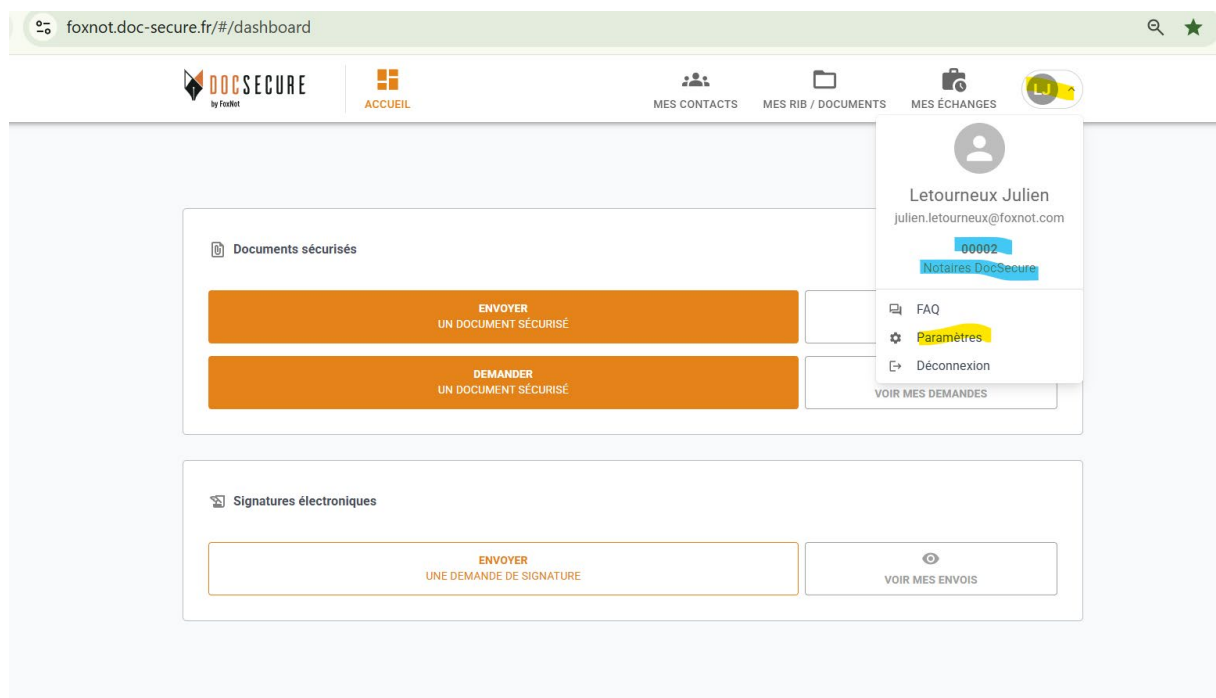 foxnot.doc-secure.fr/#/dashboard
DOCSECURE
by FoxNot
ACCUEIL
MES CONTACTS
MES RIB / DOCUMENTS
MES ÉCHANGES
LJ
Letourneux Julien
julien.letourneux@foxnot.com
00002
Notaires DocSecure
FAQ
Paramètres
Déconnexion
Documents sécurisés
ENVOYER
UN DOCUMENT SÉCURISÉ
DEMANDER
UN DOCUMENT SÉCURISÉ
VOIR MES DEMANDES
Signatures électroniques
ENVOYER
UNE DEMANDE DE SIGNATURE
VOIR MES ENVOIS